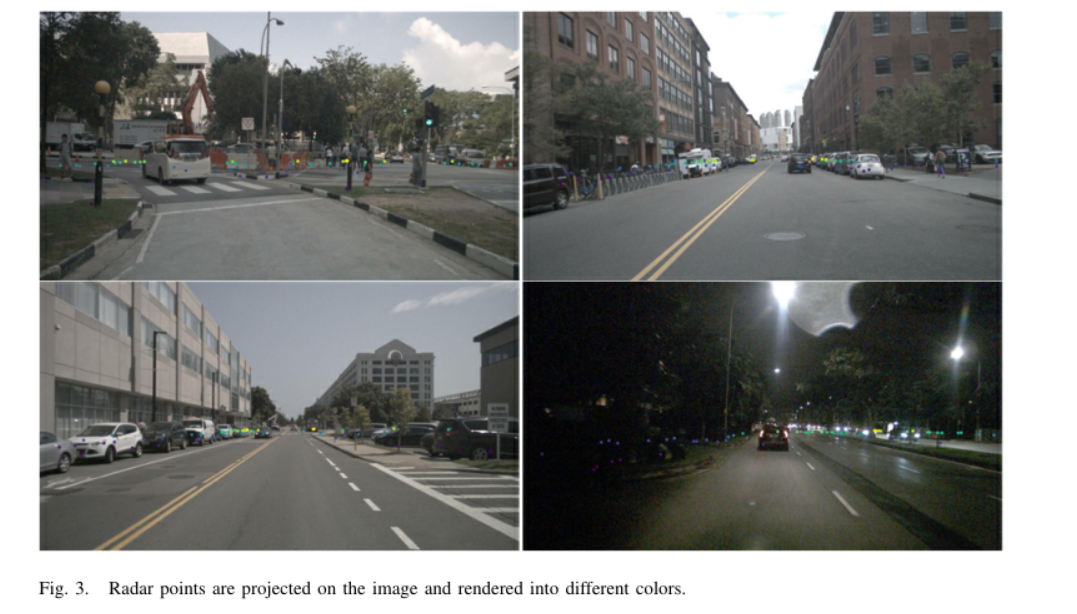 Fig. 3. Radar points are projected on the image and rendered into different colors.